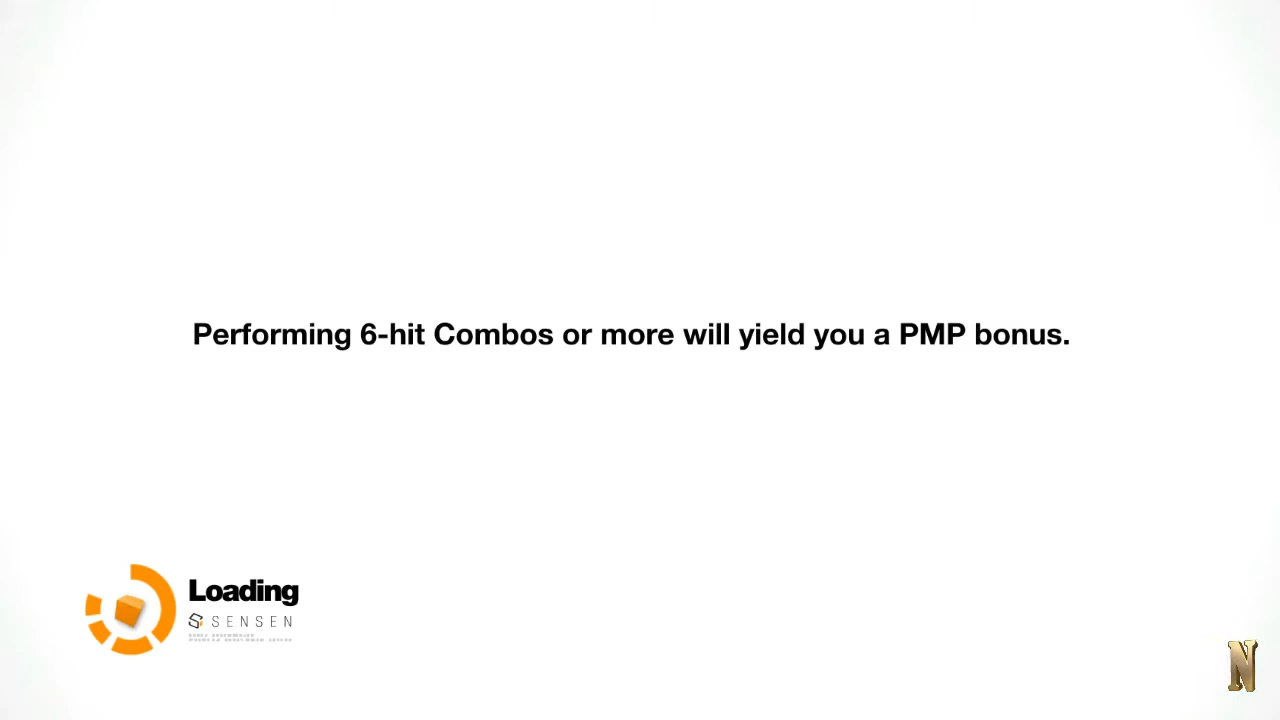 Performing 6-hit Combos or more will yield you a PMP bonus.
Loading
SENSEN
N